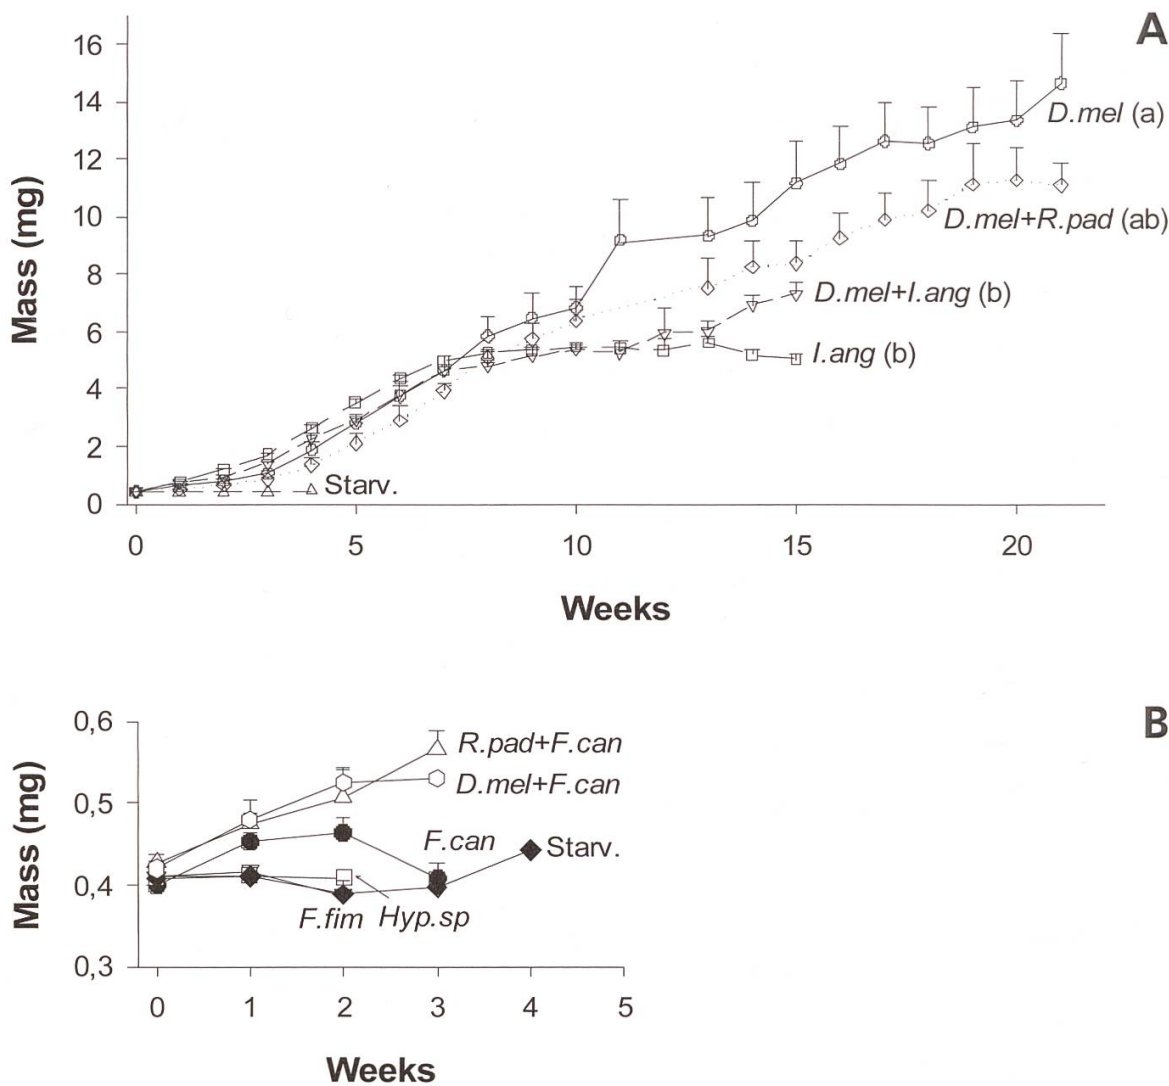 A
16
14
12
10
8
6
4
2
0
Mass (mg)
D.mel (a)
D.mel+R.pad (ab)
D.mel+I.ang (b)
I.ang (b)
Starv.
0 5 10 15 20
Weeks
B
0,6
0,5
0,4
0,3
Mass (mg)
R.pad+F.can
D.mel+F.can
F.can
Starv.
F.fim Hyp.sp
0 1 2 3 4 5
Weeks